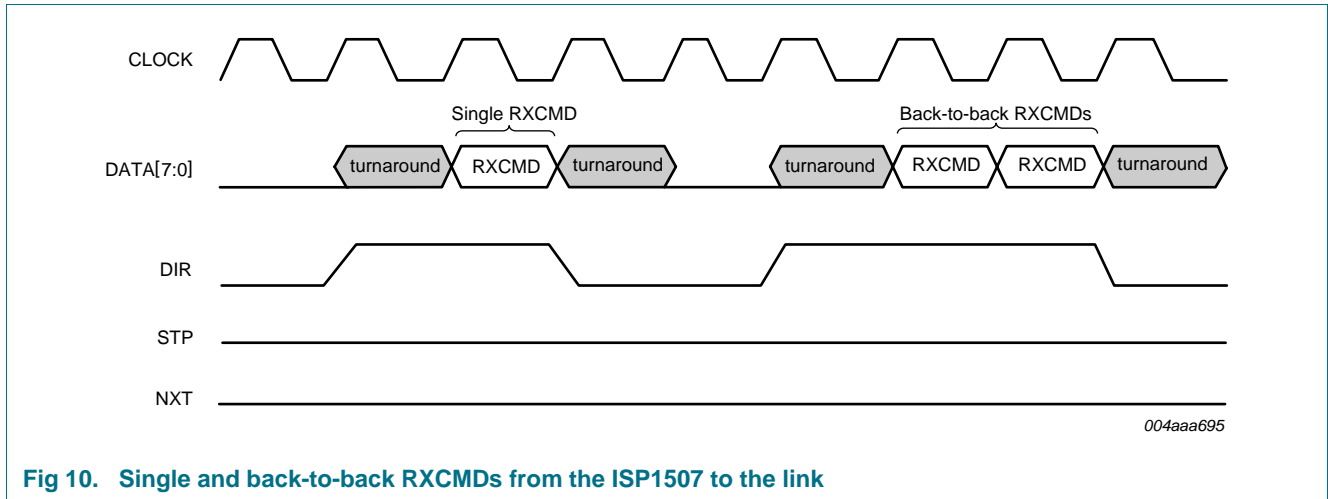 CLOCK
Single RXCMD
Back-to-back RXCMDs
DATA[7:0]
turnaround
RXCMD
turnaround
turnaround
RXCMD
RXCMD
turnaround
DIR
STP
NXT
004aaa695
Fig 10. Single and back-to-back RXCMDs from the ISP1507 to the link